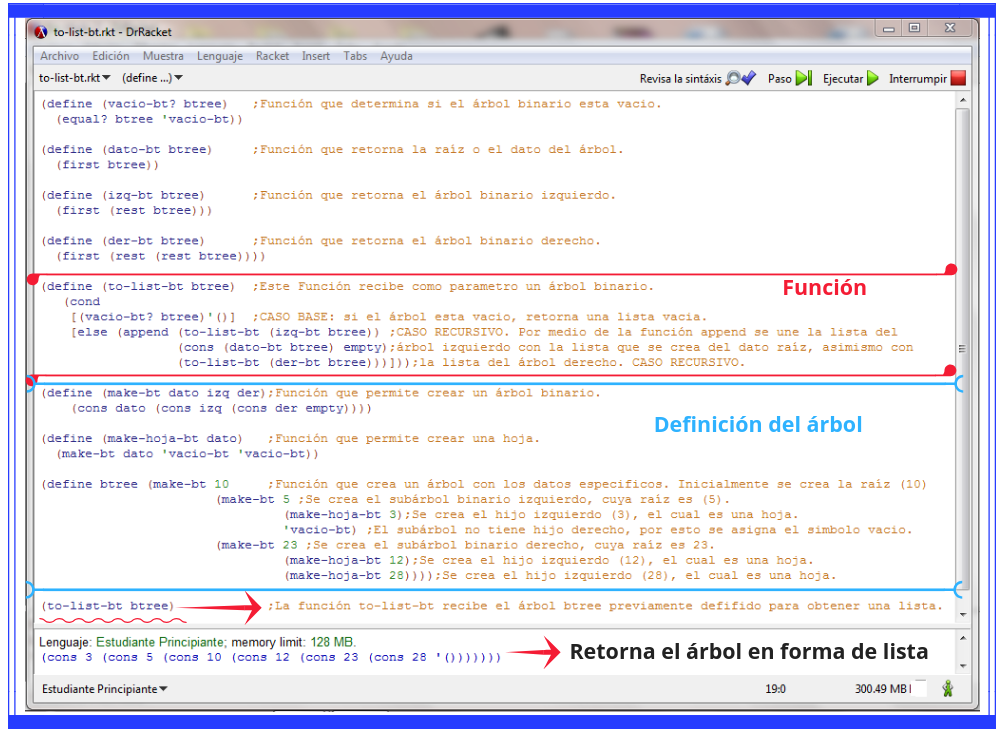 to-list-bt.rkt - DrRacket
Archivo Edición Muestra Lenguaje Racket Insert Tabs Ayuda
to-list-bt.rkt (define ...) Revisa la sintáxis Paso Ejecutar Interrumpir
(define (vacio-bt? btree) ;Función que determina si el árbol binario esta vacio.
(equal? btree 'vacio-bt))
(define (dato-bt btree) ;Función que retorna la raíz o el dato del árbol.
(first btree))
(define (izq-bt btree) ;Función que retorna el árbol binario izquierdo.
(first (rest btree)))
(define (der-bt btree) ;Función que retorna el árbol binario derecho.
(first (rest (rest btree))))
Función
(define (to-list-bt btree) ;Este Función recibe como parametro un árbol binario.
(cond
[(vacio-bt? btree)'()] ;CASO BASE: si el árbol esta vacio, retorna una lista vacia.
[else (append (to-list-bt (izq-bt btree)) ;CASO RECURSIVO. Por medio de la función append se une la lista del
(cons (dato-bt btree) empty);árbol izquierdo con la lista que se crea del dato raíz, asimismo con
(to-list-bt (der-bt btree)))]));la lista del árbol derecho. CASO RECURSIVO.
(define (make-bt dato izq der);Función que permite crear un árbol binario.
(cons dato (cons izq (cons der empty))))
Definición del árbol
(define (make-hoja-bt dato) ;Función que permite crear una hoja.
(make-bt dato 'vacio-bt 'vacio-bt))
(define btree (make-bt 10 ;Función que crea un árbol con los datos específicos. Inicialmente se crea la raíz (10)
(make-bt 5 ;Se crea el subárbol binario izquierdo, cuya raíz es (5).
(make-hoja-bt 3);Se crea el hijo izquierdo (3), el cual es una hoja.
'vacio-bt) ;El subárbol no tiene hijo derecho, por esto se asigna el simbolo vacio.
(make-bt 23 ;Se crea el subárbol binario derecho, cuya raíz es 23.
(make-hoja-bt 12);Se crea el hijo izquierdo (12), el cual es una hoja.
(make-hoja-bt 28))));Se crea el hijo izquierdo (28), el cual es una hoja.
(to-list-bt btree) ;La función to-list-bt recibe el árbol btree previamente defifido para obtener una lista.
Lenguaje: Estudiante Principiante; memory limit: 128 MB.
(cons 3 (cons 5 (cons 10 (cons 12 (cons 23 (cons 28 '()))))))
Retorna el árbol en forma de lista
Estudiante Principiante 19:0 300.49 MB